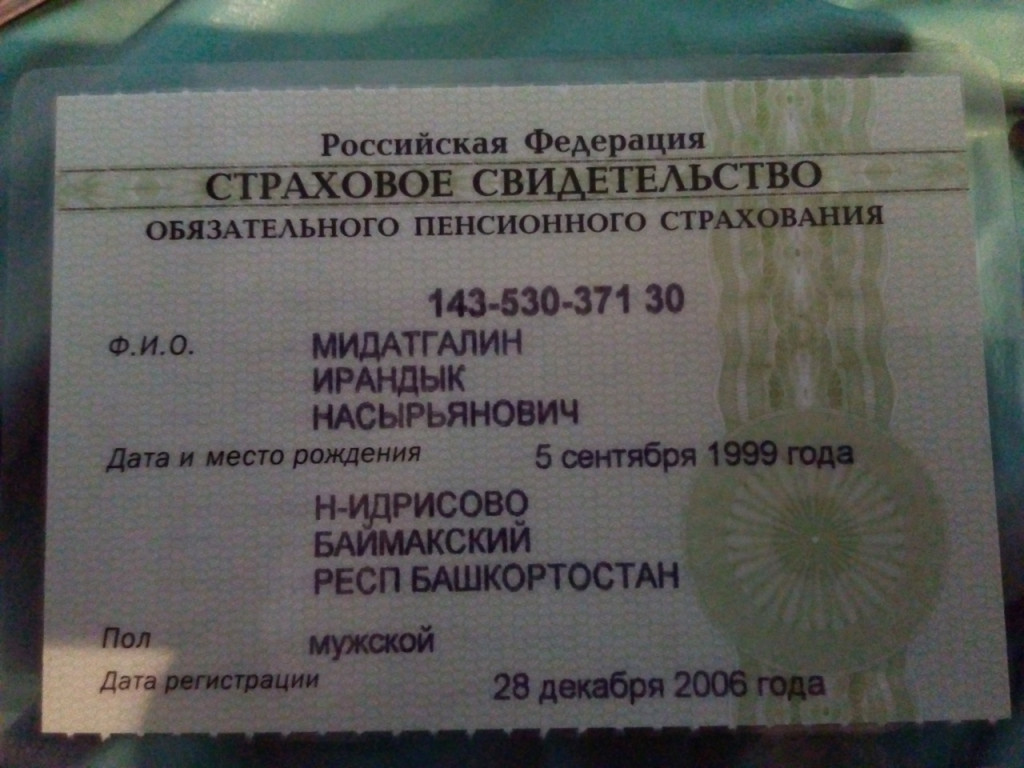 Российская Федерация
СТРАХОВОЕ СВИДЕТЕЛЬСТВО
ОБЯЗАТЕЛЬНОГО ПЕНСИОННОГО СТРАХОВАНИЯ
143-530-371 30
Ф.И.О. МИДАТГАЛИН
ИРАНДЫК
НАСЫРЬЯНОВИЧ
Дата и место рождения 5 сентября 1999 года
Н-ИДРИСОВО
БАЙМАКСКИЙ
РЕСП БАШКОРТОСТАН
Пол мужской
Дата регистрации 28 декабря 2006 года